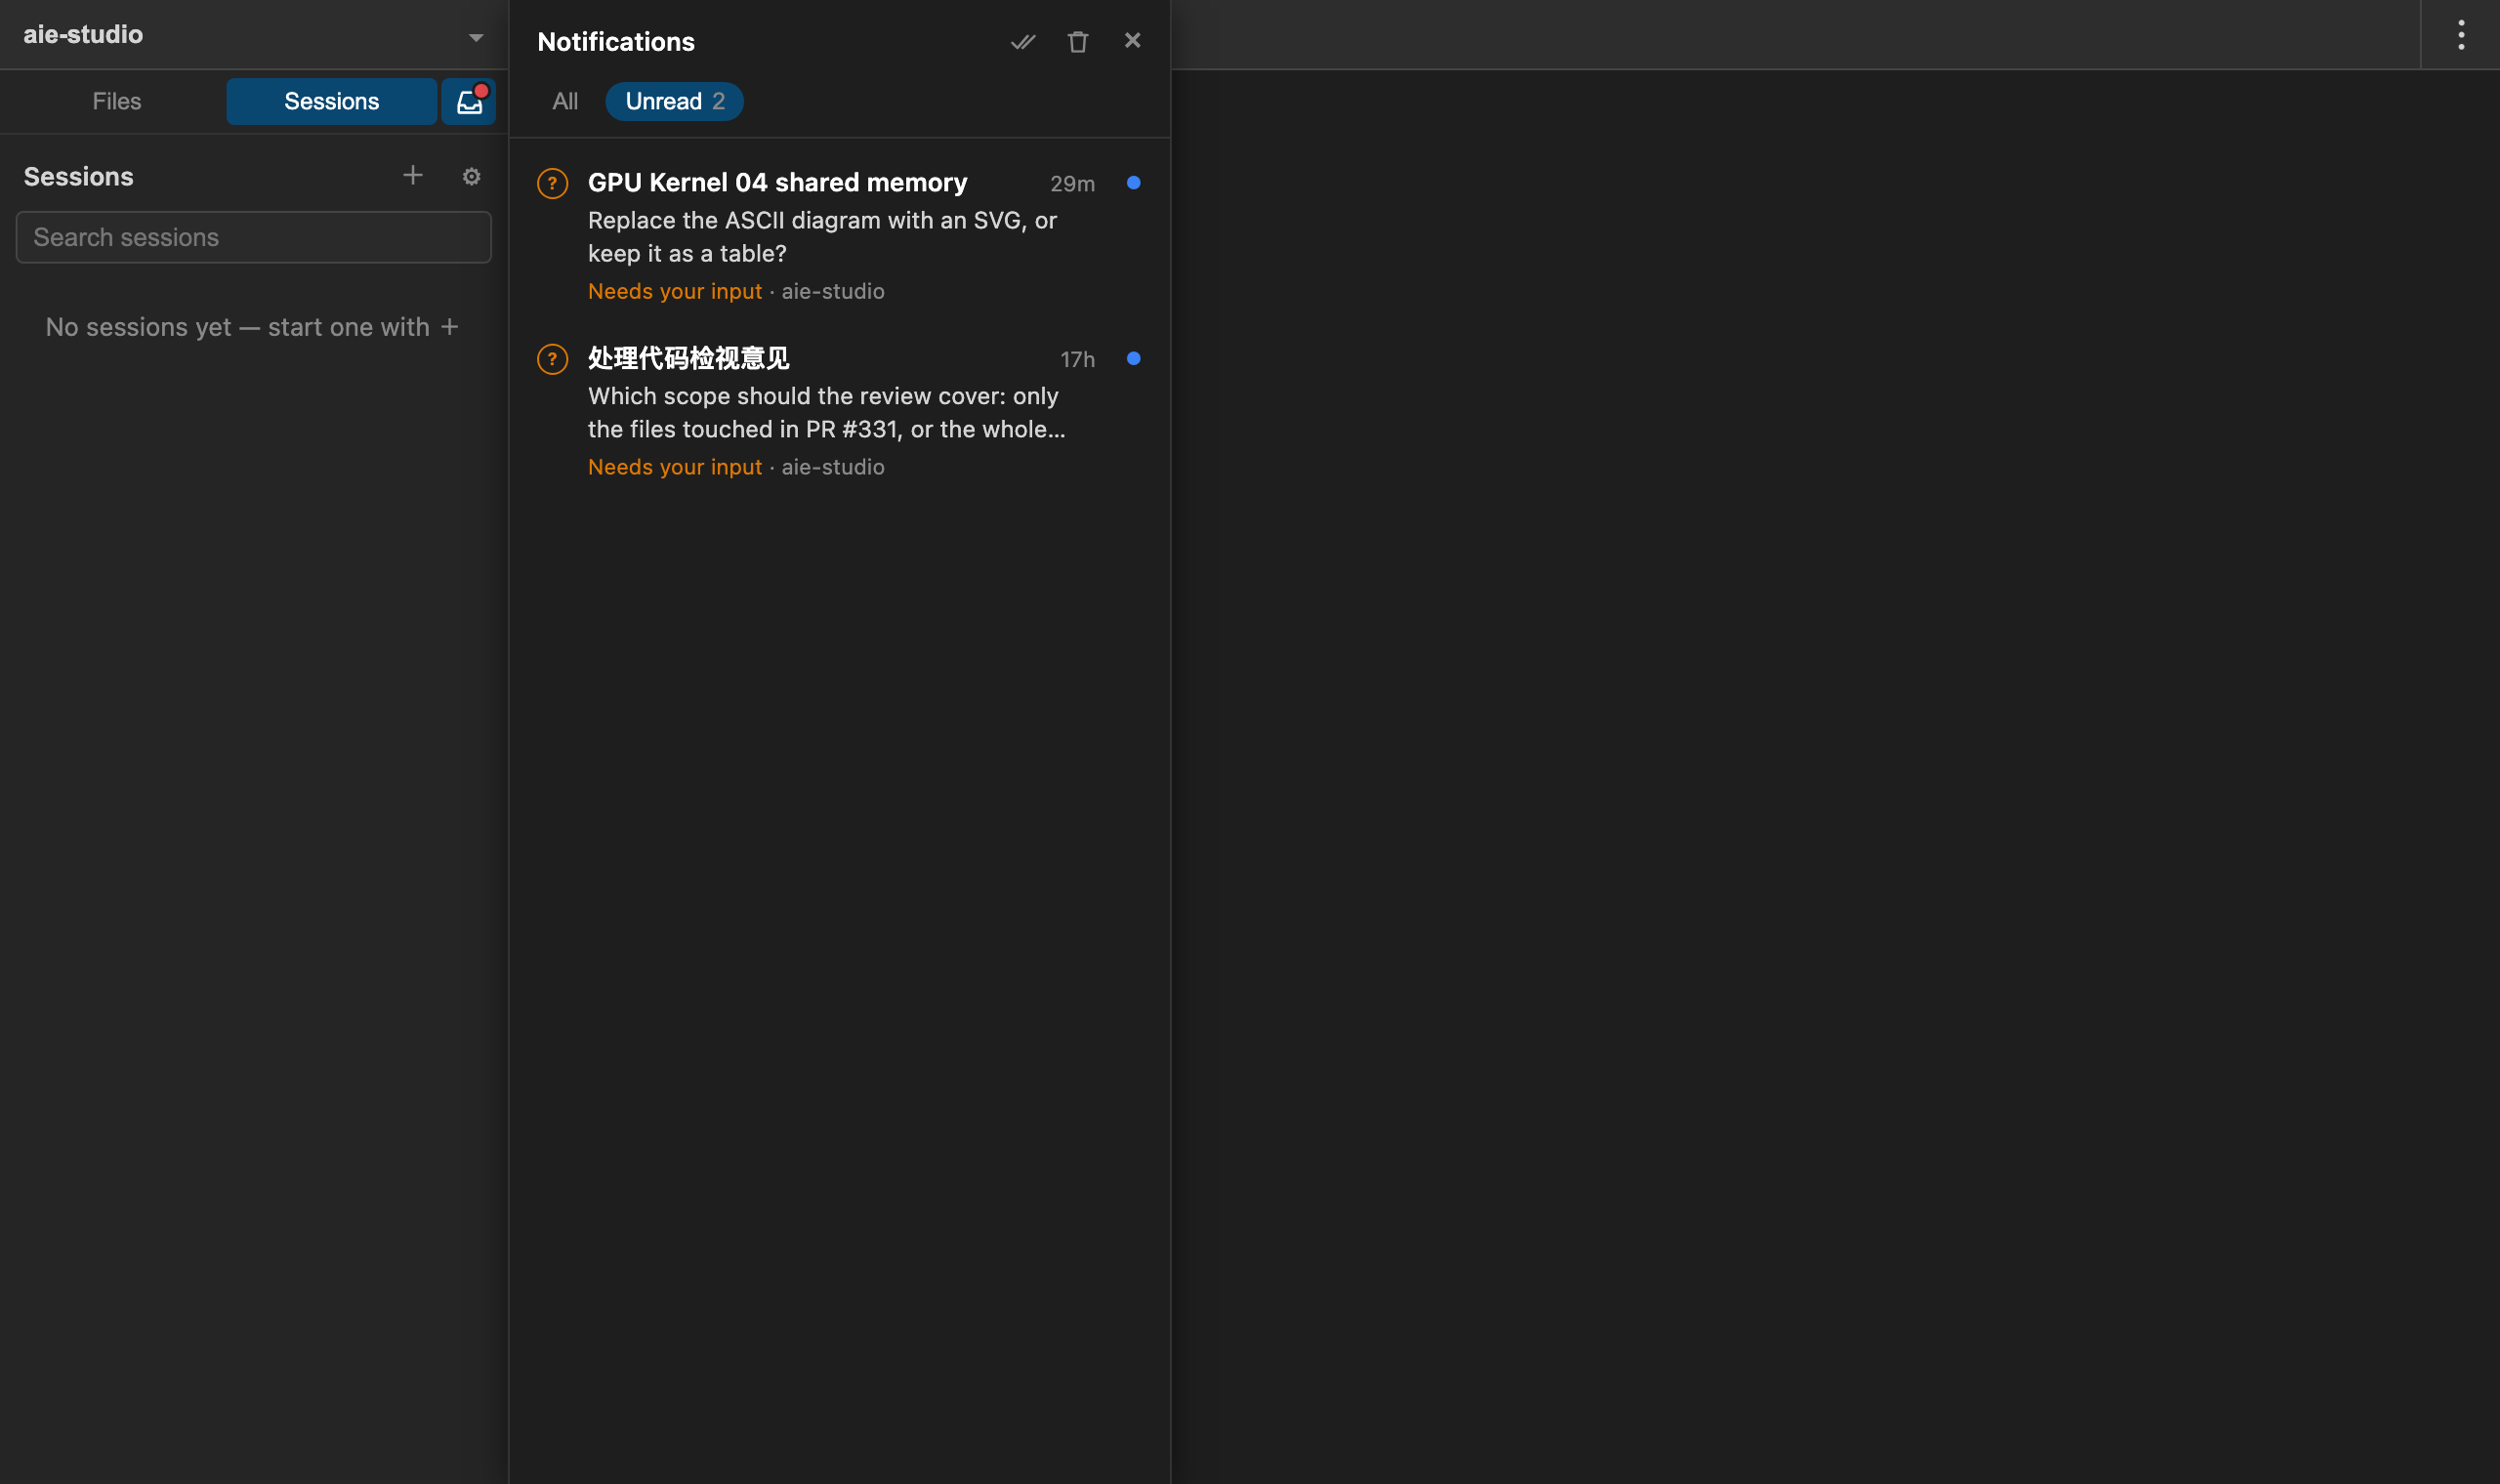 aie-studio
Files
Sessions
Sessions
Search sessions
No sessions yet — start one with +
Notifications
All
Unread 2
GPU Kernel 04 shared memory
29m
Replace the ASCII diagram with an SVG, or
keep it as a table?
Needs your input · aie-studio
处理代码检视意见
17h
Which scope should the review cover: only
the files touched in PR #331, or the whole...
Needs your input · aie-studio